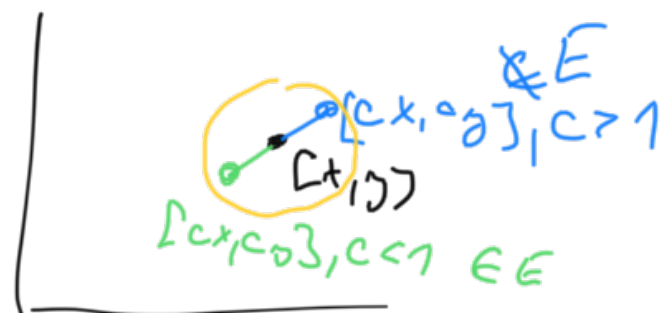 ∉ E
[cx, cy], c > 1
[x, y]
[cx, cy], c < 1 ∈ E